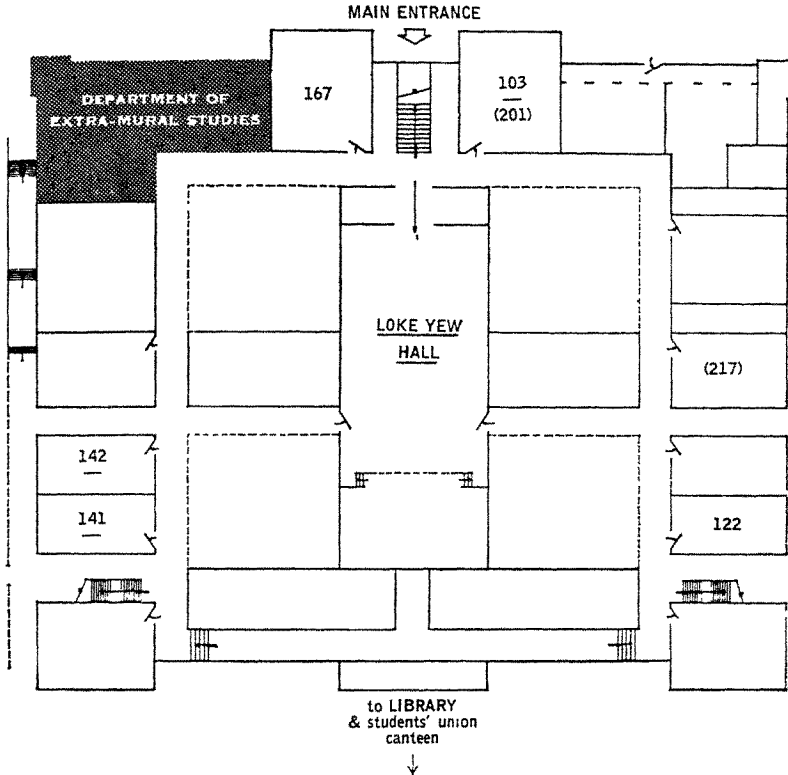 MAIN ENTRANCE
DEPARTMENT OF
EXTRA-MURAL STUDIES
167
103
(201)
LOKE YEW
HALL
(217)
142
141
122
to LIBRARY
& students' union
canteen